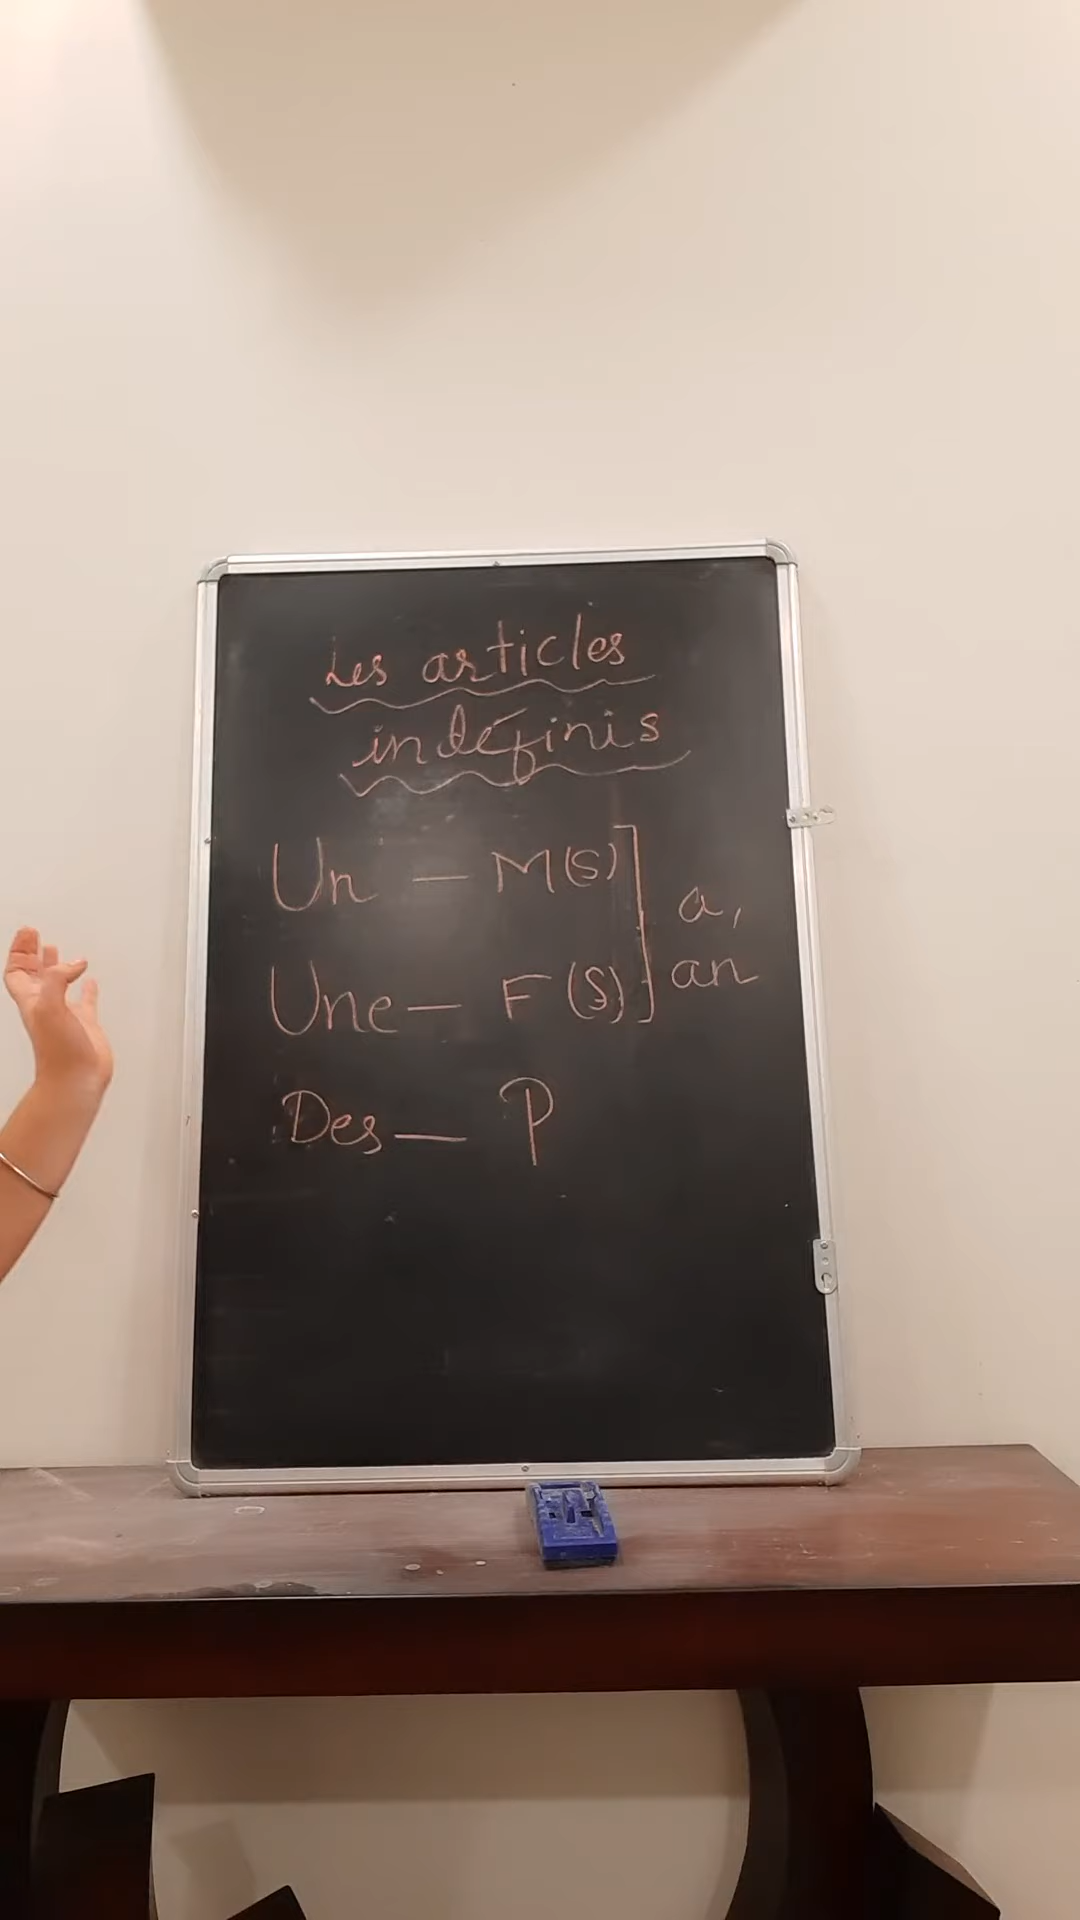 Les articles
indéfinis
Un — M(S)
a,
Une — F (S)
an
Des — P